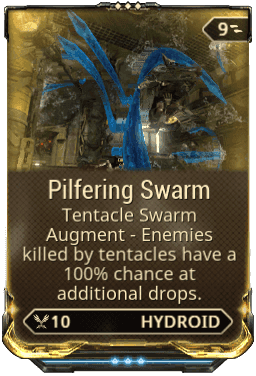 9
Pilfering Swarm
Tentacle Swarm
Augment - Enemies
killed by tentacles have a
100% chance at
additional drops.
10 HYDROID